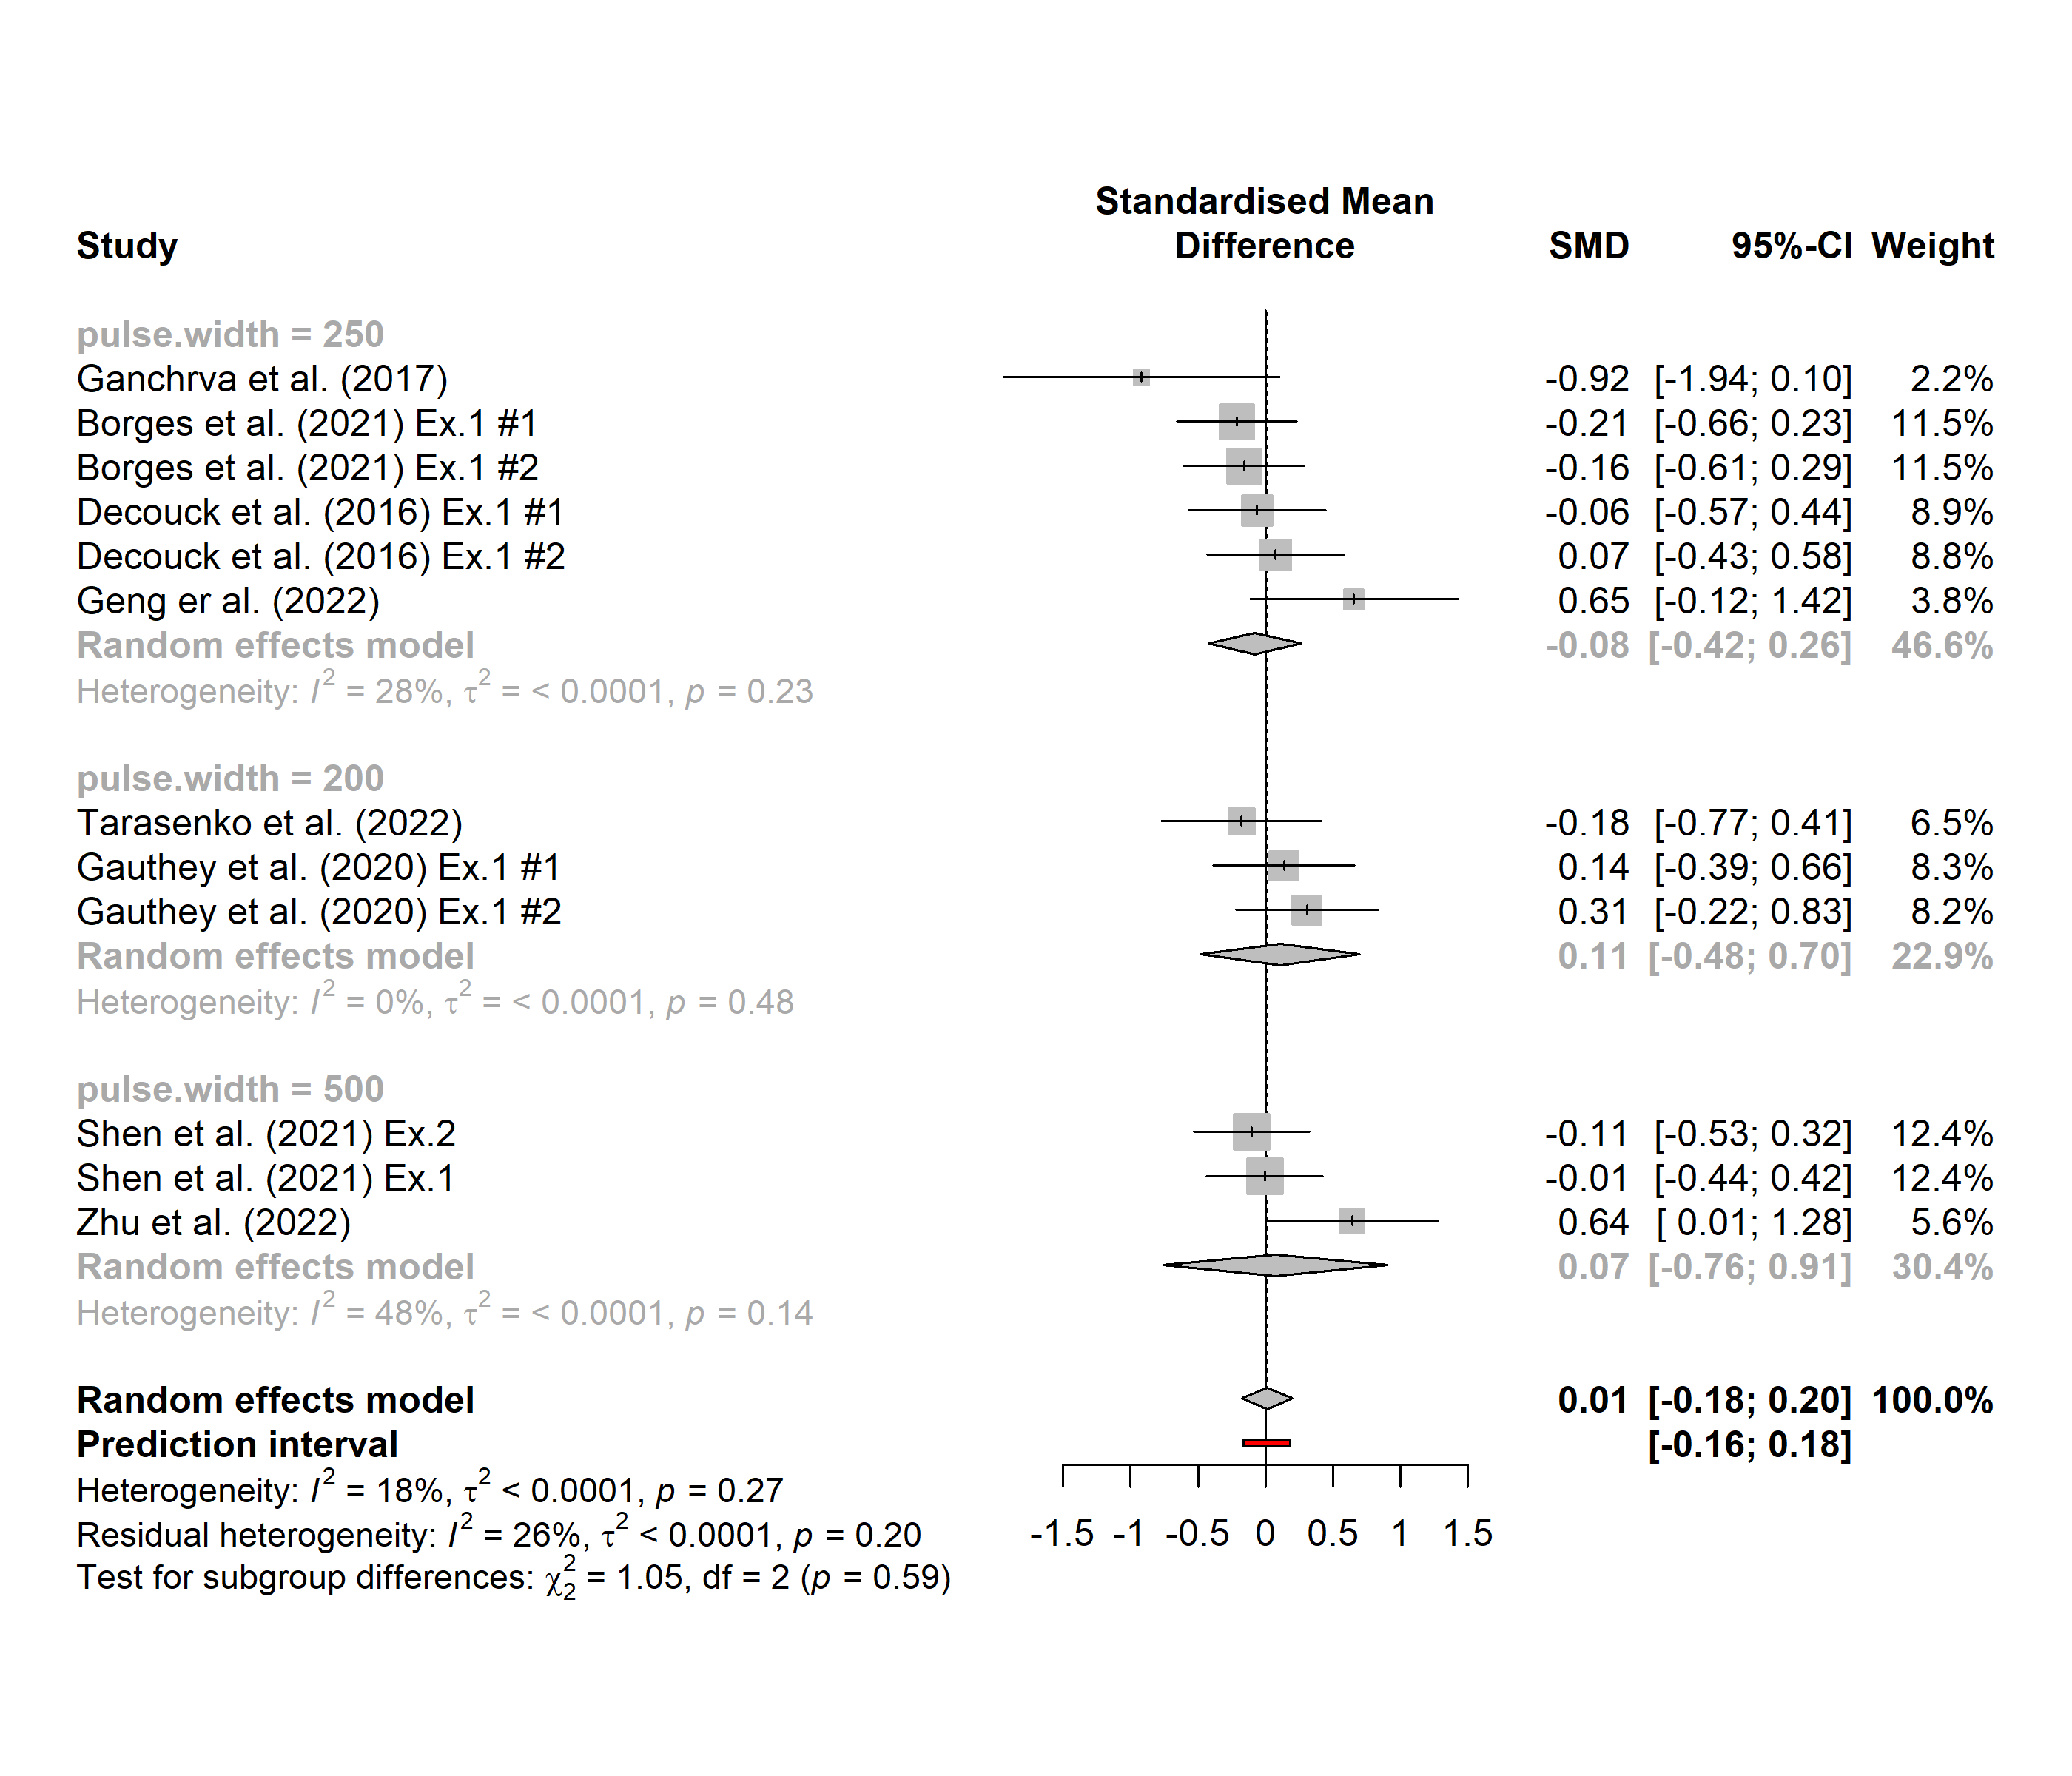 Standardised Mean
Study Difference SMD 95%-CI Weight
pulse.width = 250
Ganchrva et al. (2017) -0.92 [-1.94; 0.10] 2.2%
Borges et al. (2021) Ex.1 #1 -0.21 [-0.66; 0.23] 11.5%
Borges et al. (2021) Ex.1 #2 -0.16 [-0.61; 0.29] 11.5%
Decouck et al. (2016) Ex.1 #1 -0.06 [-0.57; 0.44] 8.9%
Decouck et al. (2016) Ex.1 #2 0.07 [-0.43; 0.58] 8.8%
Geng er al. (2022) 0.65 [-0.12; 1.42] 3.8%
Random effects model -0.08 [-0.42; 0.26] 46.6%
Heterogeneity: I² = 28%, τ² = < 0.0001, p = 0.23
pulse.width = 200
Tarasenko et al. (2022) -0.18 [-0.77; 0.41] 6.5%
Gauthey et al. (2020) Ex.1 #1 0.14 [-0.39; 0.66] 8.3%
Gauthey et al. (2020) Ex.1 #2 0.31 [-0.22; 0.83] 8.2%
Random effects model 0.11 [-0.48; 0.70] 22.9%
Heterogeneity: I² = 0%, τ² = < 0.0001, p = 0.48
pulse.width = 500
Shen et al. (2021) Ex.2 -0.11 [-0.53; 0.32] 12.4%
Shen et al. (2021) Ex.1 -0.01 [-0.44; 0.42] 12.4%
Zhu et al. (2022) 0.64 [ 0.01; 1.28] 5.6%
Random effects model 0.07 [-0.76; 0.91] 30.4%
Heterogeneity: I² = 48%, τ² = < 0.0001, p = 0.14
Random effects model 0.01 [-0.18; 0.20] 100.0%
Prediction interval [-0.16; 0.18]
Heterogeneity: I² = 18%, τ² < 0.0001, p = 0.27
Residual heterogeneity: I² = 26%, τ² < 0.0001, p = 0.20
-1.5 -1 -0.5 0 0.5 1 1.5
Test for subgroup differences: χ²₂ = 1.05, df = 2 (p = 0.59)